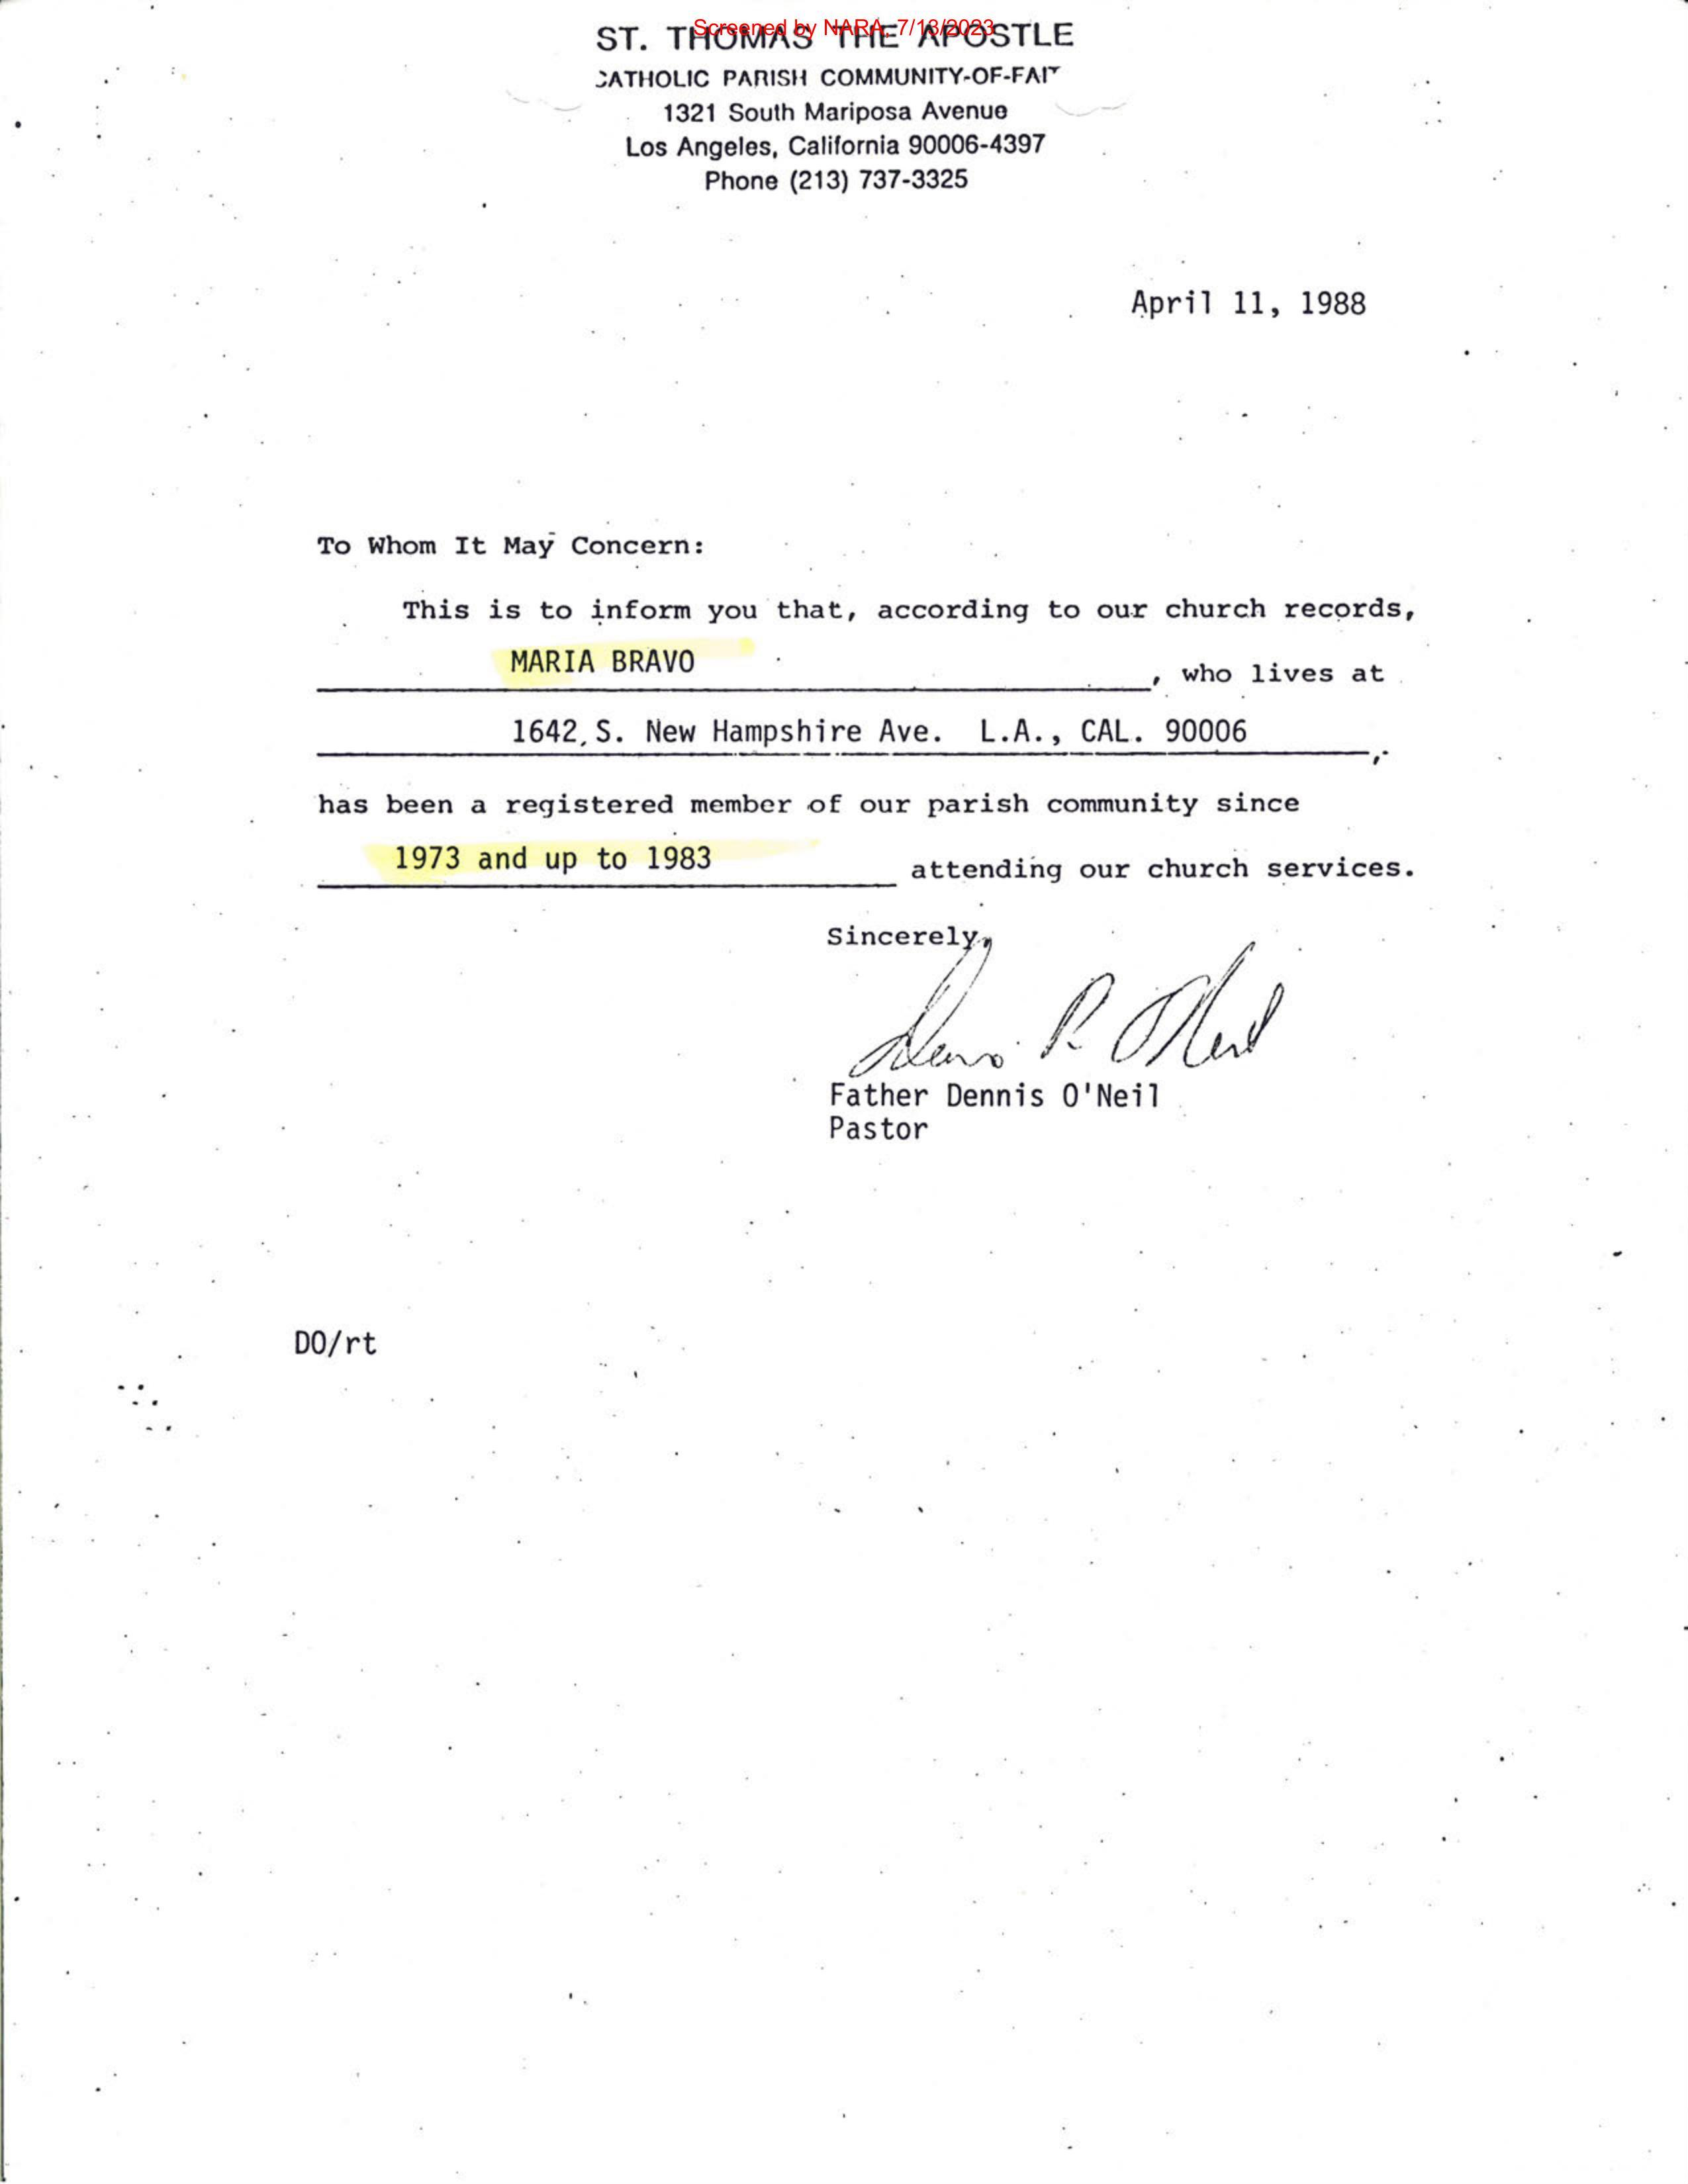 Screened by NARA, 7/13/2023
ST. THOMAS THE APOSTLE
CATHOLIC PARISH COMMUNITY-OF-FAIT
1321 South Mariposa Avenue
Los Angeles, California 90006-4397
Phone (213) 737-3325
April 11, 1988
To Whom It May Concern:
This is to inform you that, according to our church records,
MARIA BRAVO , who lives at
1642, S. New Hampshire Ave. L.A., CAL. 90006 ,
has been a registered member of our parish community since
1973 and up to 1983 attending our church services.
Sincerely,
Dennis P. O'Neil
Father Dennis O'Neil
Pastor
DO/rt